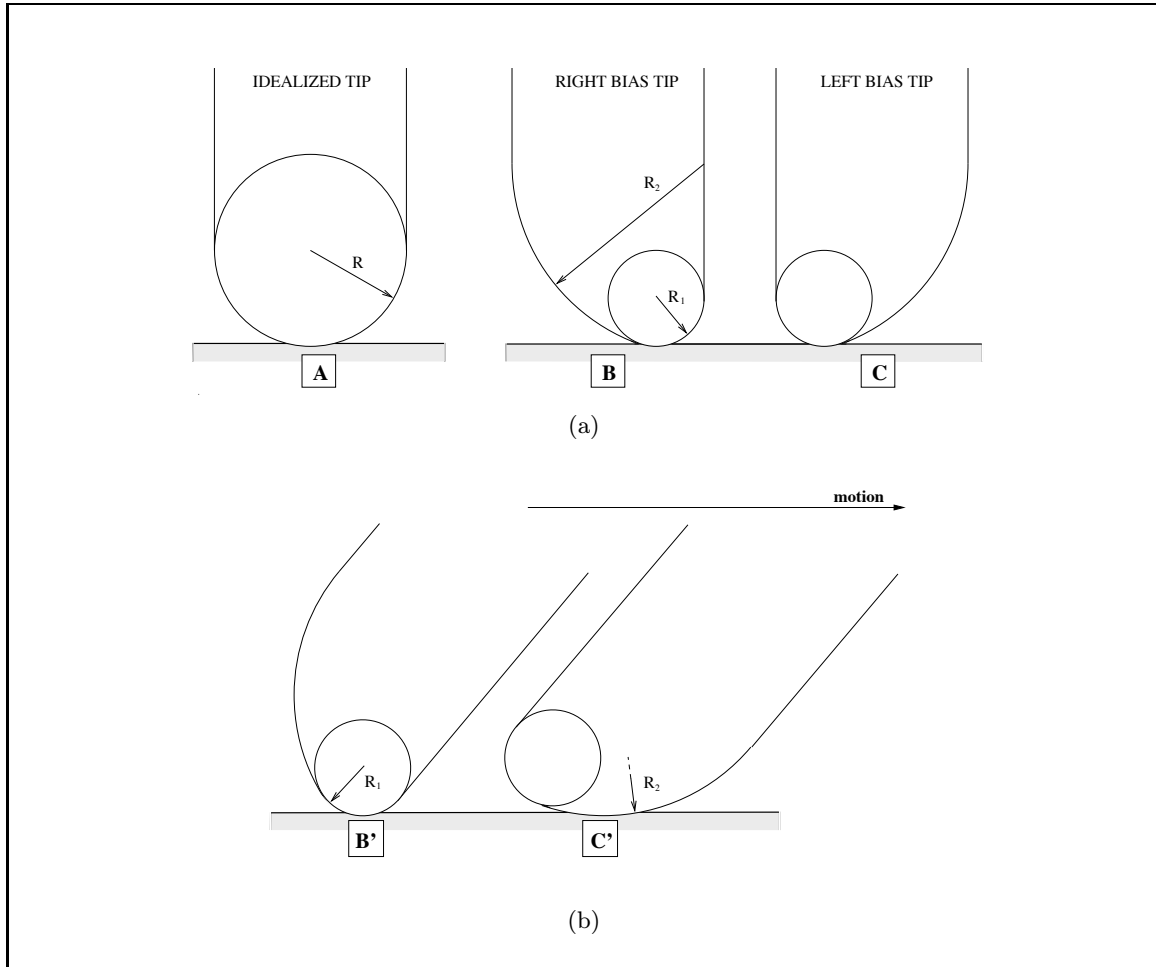 IDEALIZED TIP RIGHT BIAS TIP LEFT BIAS TIP
R₂
R
R₁
A B C
(a)
motion
R₁ R₂
B’ C’
(b)